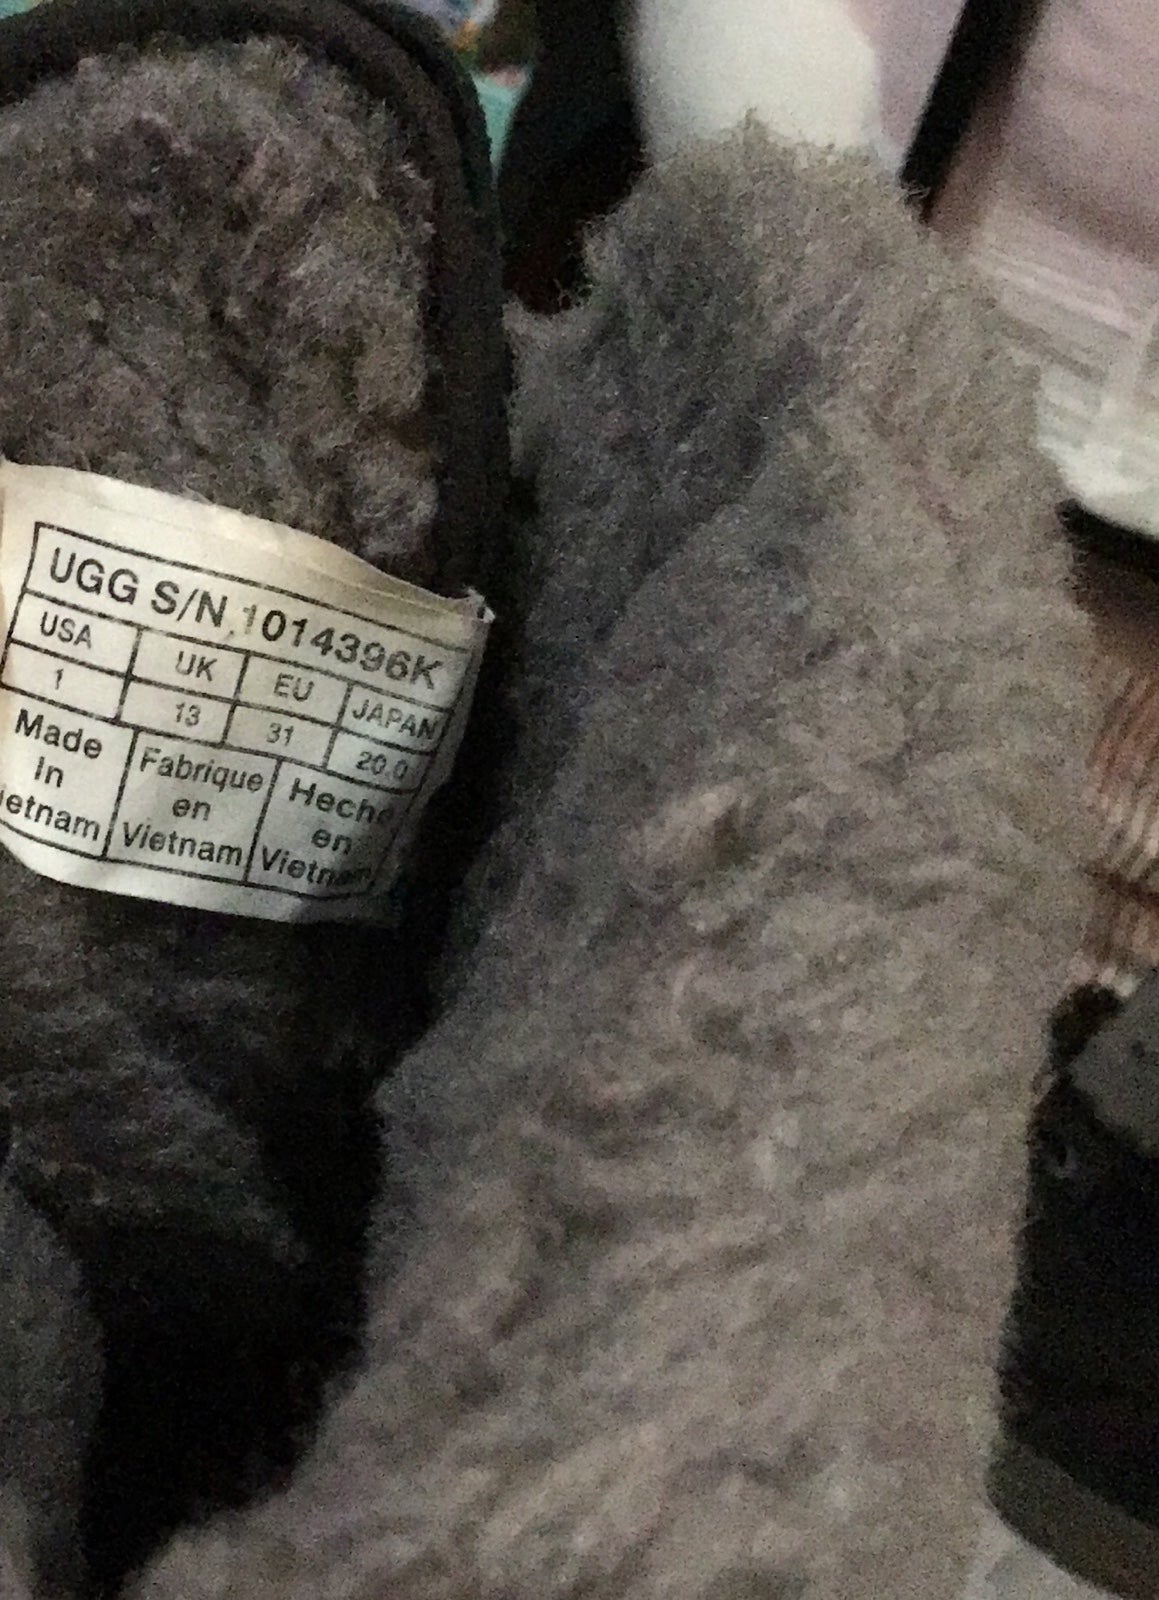 UGG S/N 1014396K
USA UK EU JAPAN
1 13 31 20.0
Made
In
ietnam
Fabrique
en
Vietnam
Hecho
en
Vietnam